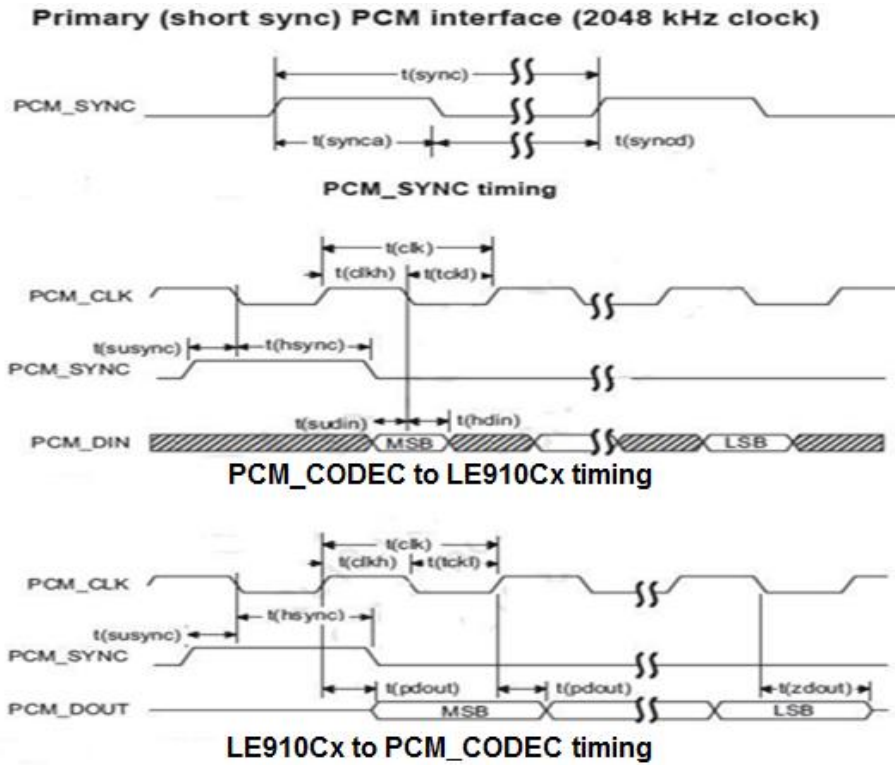 Primary (short sync) PCM interface (2048 kHz clock)
t(sync)
PCM_SYNC
t(synca)
t(syncd)
PCM_SYNC timing
t(clk)
t(clkh)
t(tckl)
PCM_CLK
t(susync)
t(hsync)
PCM_SYNC
t(sudin)
t(hdin)
PCM_DIN
MSB
LSB
PCM_CODEC to LE910Cx timing
t(clk)
t(clkh)
t(tckl)
PCM_CLK
t(hsync)
t(susync)
PCM_SYNC
t(pdout)
t(pdout)
t(zdout)
PCM_DOUT
MSB
LSB
LE910Cx to PCM_CODEC timing